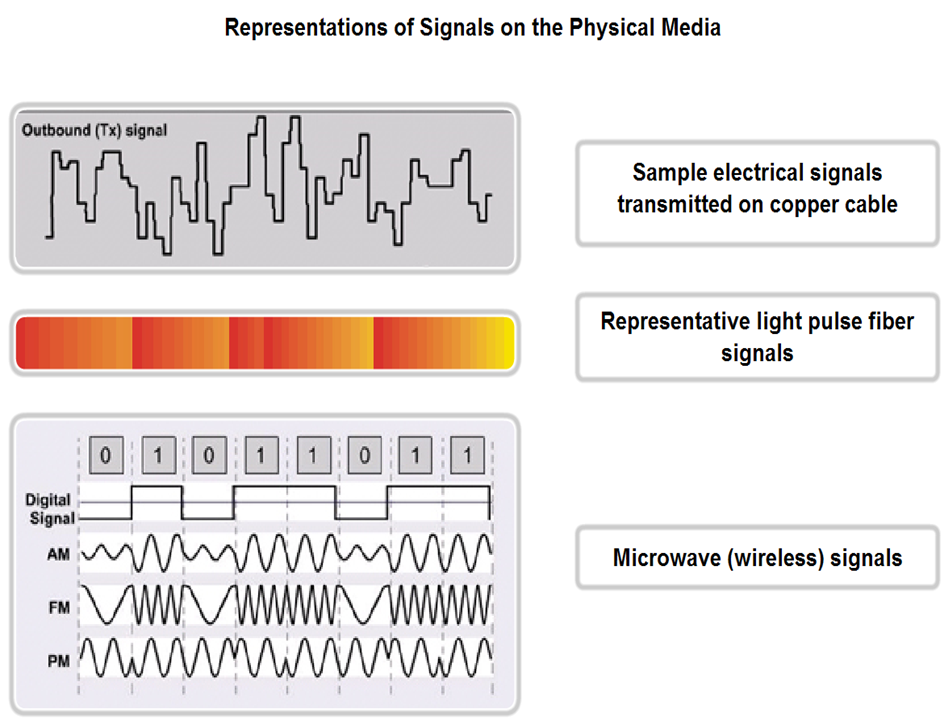 Representations of Signals on the Physical Media
Outbound (Tx) signal
Sample electrical signals
transmitted on copper cable
Representative light pulse fiber
signals
0 1 0 1 1 0 1 1
Digital
Signal
AM
FM
PM
Microwave (wireless) signals